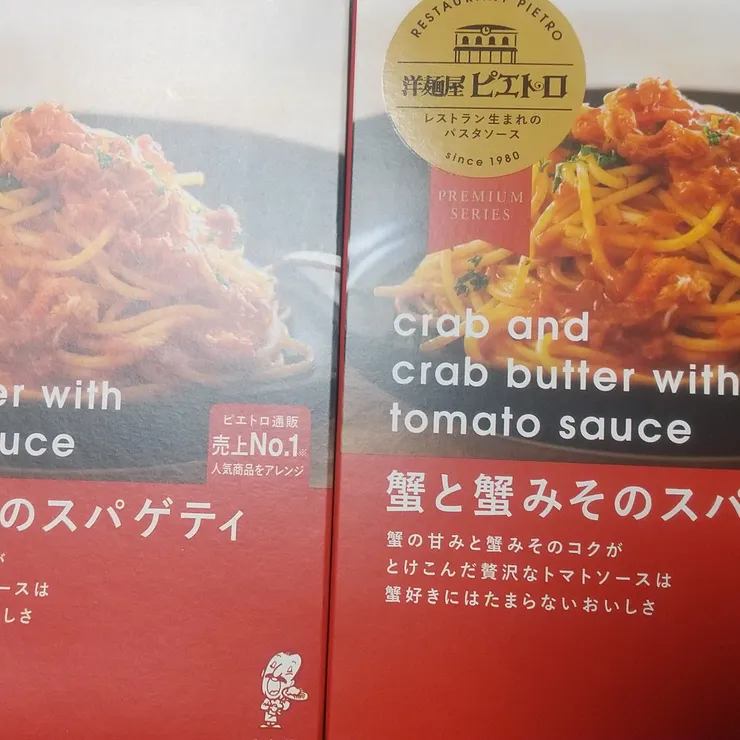 er with
uce
ピエトロ通販
売上No.1※
人気商品をアレンジ
のスパゲティ
が
ースは
しさ
RESTAURANT PIETRO
洋麺屋 ピエトロ
レストラン生まれの
パスタソース
since 1980
PREMIUM
SERIES
crab and
crab butter with
tomato sauce
蟹と蟹みそのスパ
蟹の甘みと蟹みそのコクが
とけこんだ贅沢なトマトソースは
蟹好きにはたまらないおいしさ